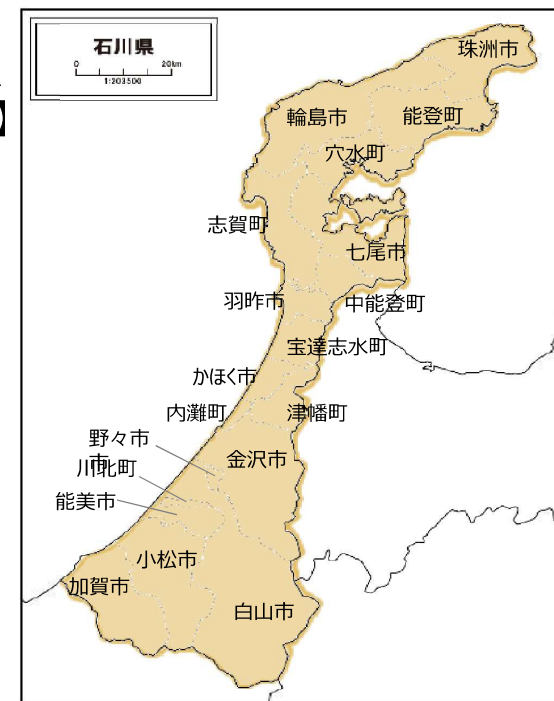 石川県
0 20km
1:203500
珠洲市
輪島市
能登町
穴水町
志賀町
七尾市
羽咋市
中能登町
宝達志水町
かほく市
内灘町
津幡町
野々市
市
金沢市
川北町
能美市
小松市
加賀市
白山市